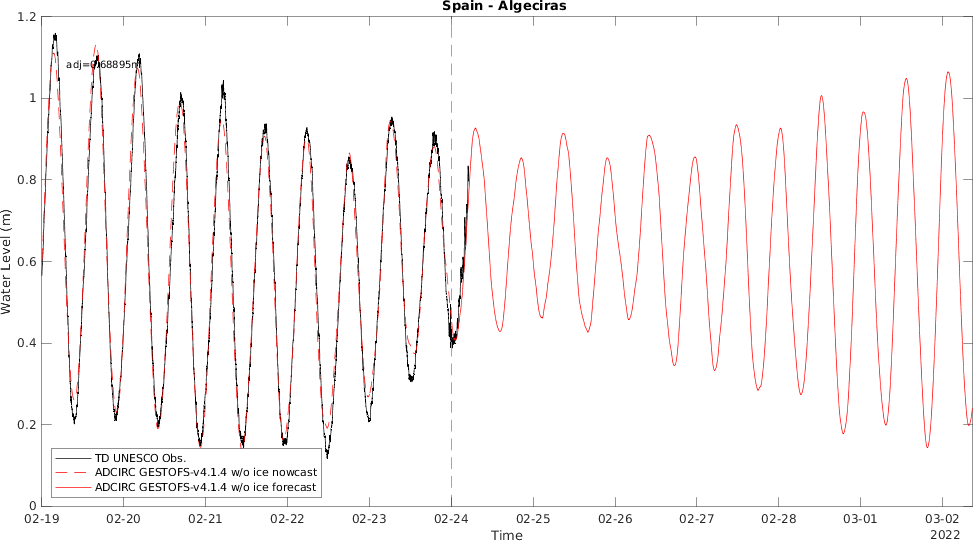 Spain - Algeciras
1.2
1
0.8
0.6
0.4
0.2
0
Water Level (m)
adj=0.68895m
TD UNESCO Obs.
ADCIRC GESTOFS-v4.1.4 w/o ice nowcast
ADCIRC GESTOFS-v4.1.4 w/o ice forecast
02-19 02-20 02-21 02-22 02-23 02-24 02-25 02-26 02-27 02-28 03-01 03-02
2022
Time